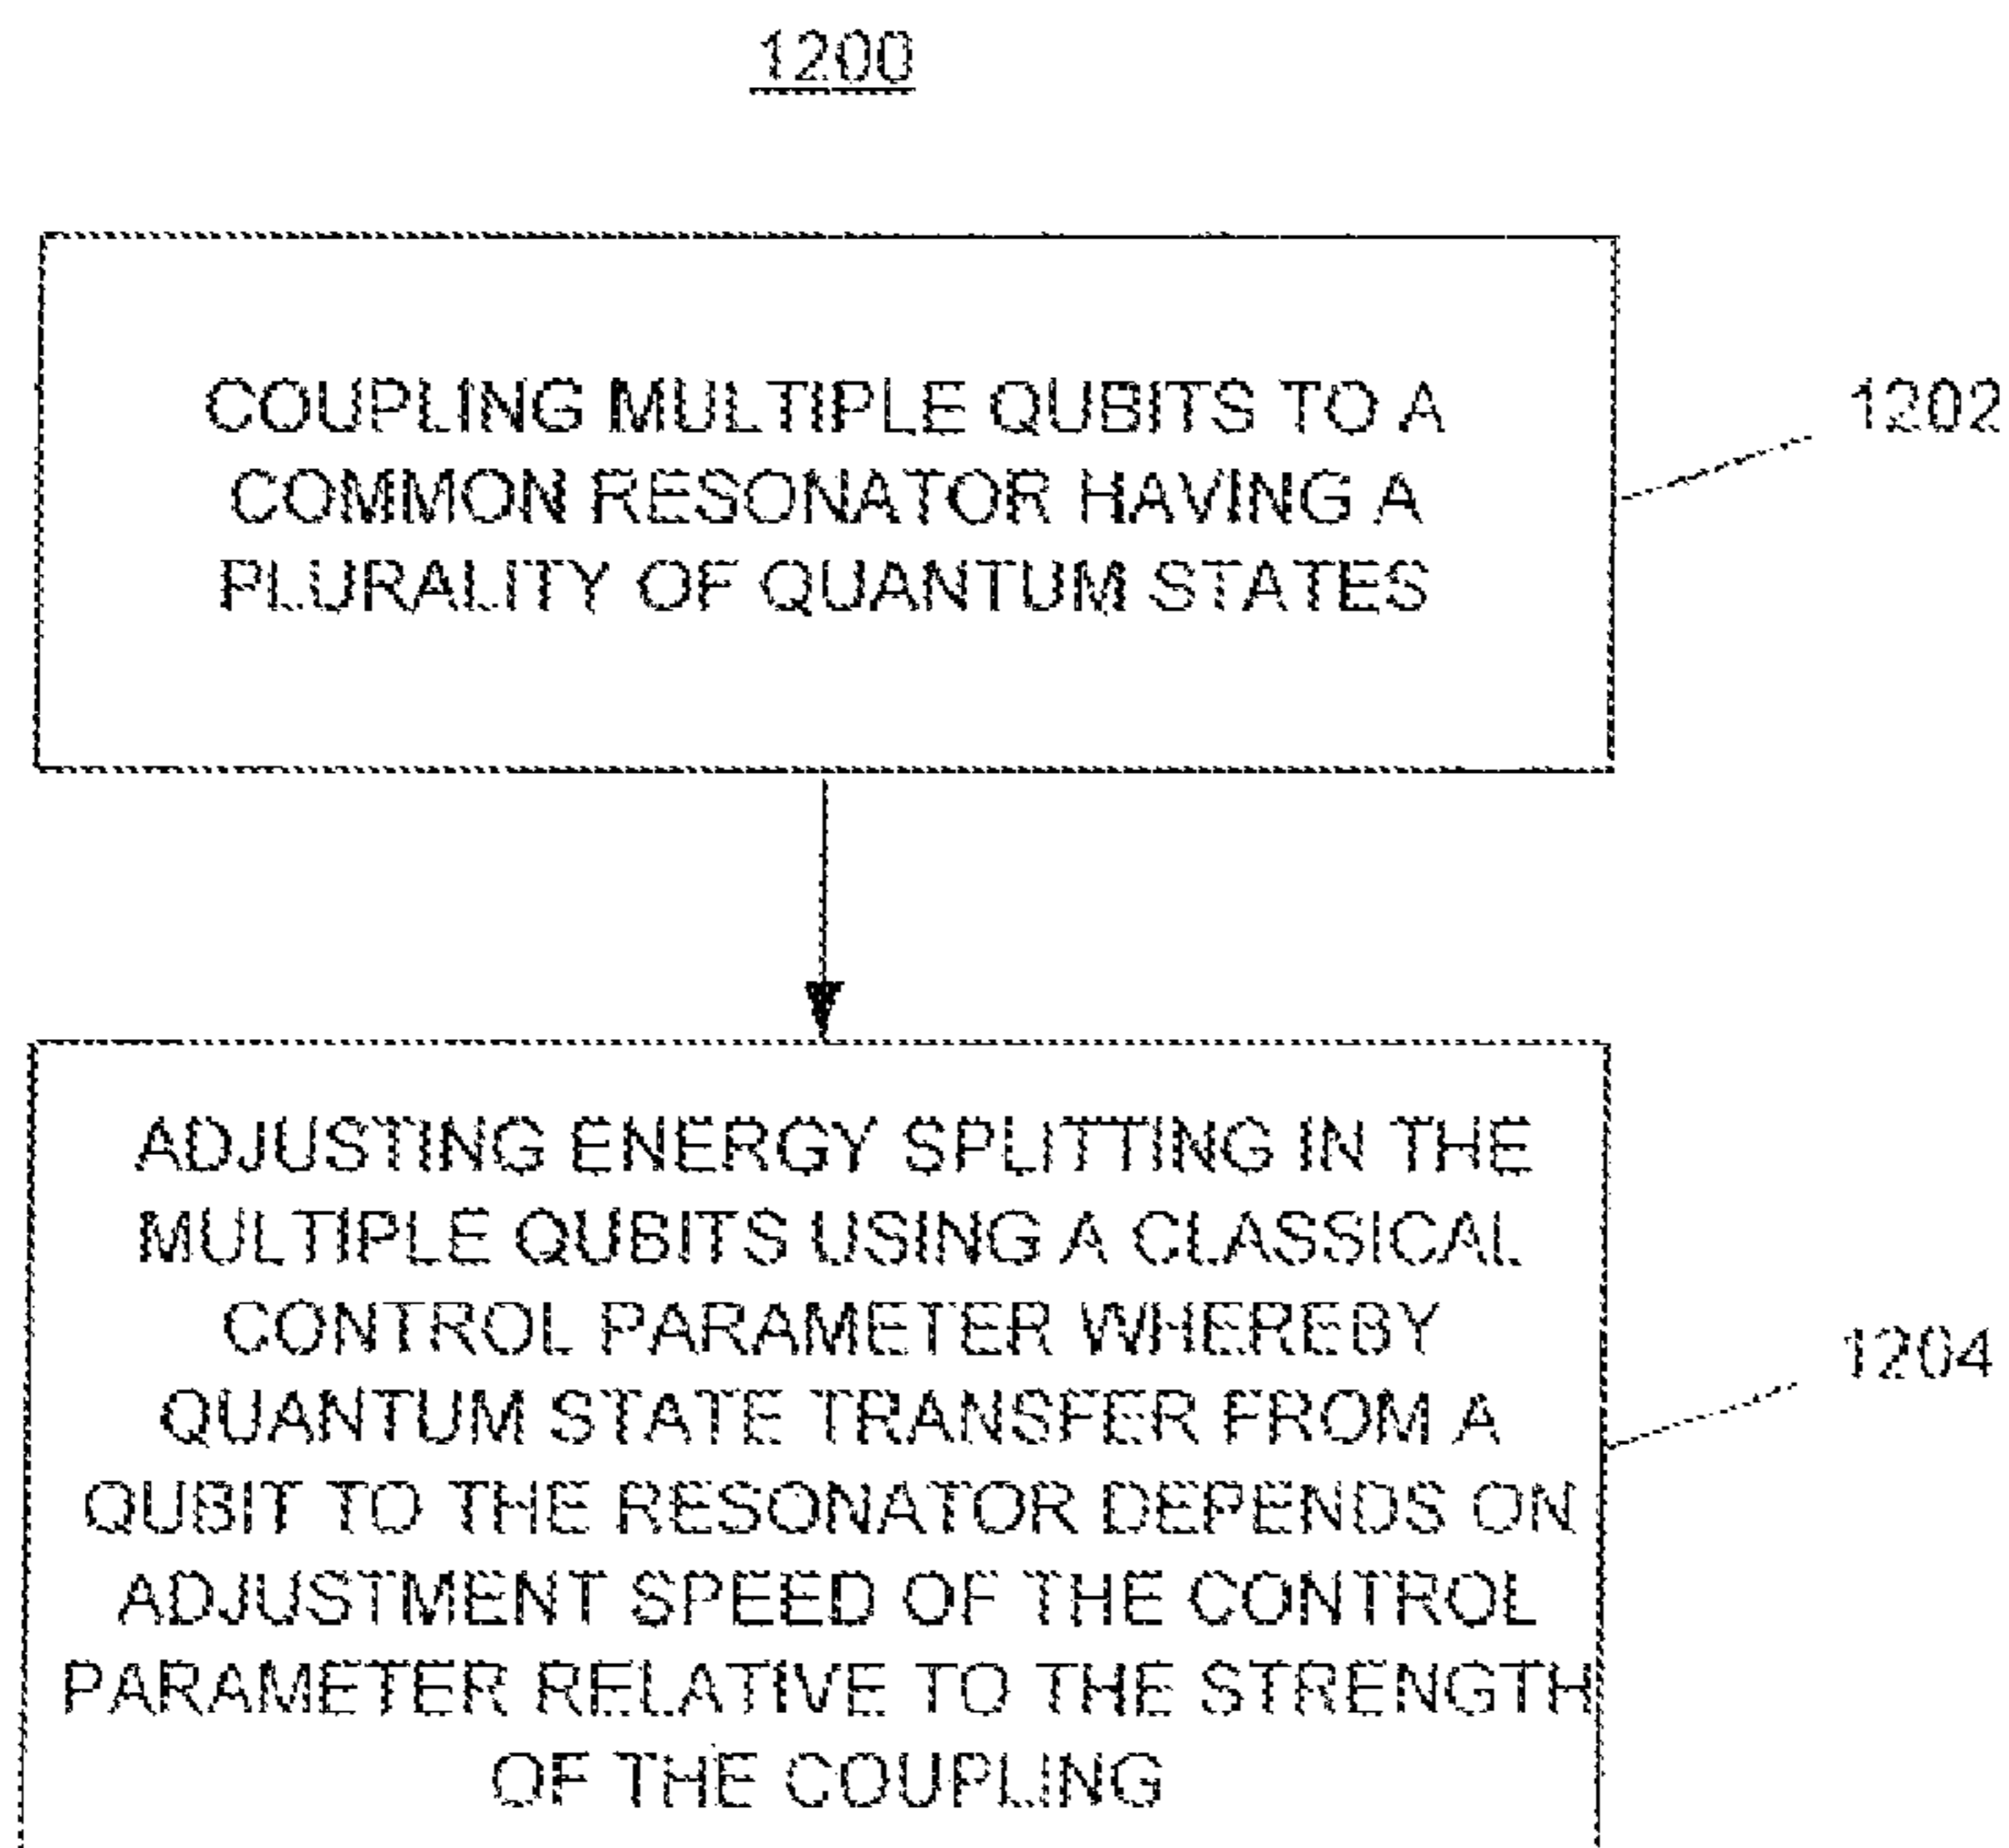 1200
COUPLING MULTIPLE QUBITS TO A
COMMON RESONATOR HAVING A
PLURALITY OF QUANTUM STATES
1202
ADJUSTING ENERGY SPLITTING IN THE
MULTIPLE QUBITS USING A CLASSICAL
CONTROL PARAMETER WHEREBY
QUANTUM STATE TRANSFER FROM A
QUBIT TO THE RESONATOR DEPENDS ON
ADJUSTMENT SPEED OF THE CONTROL
PARAMETER RELATIVE TO THE STRENGTH
OF THE COUPLING
1204